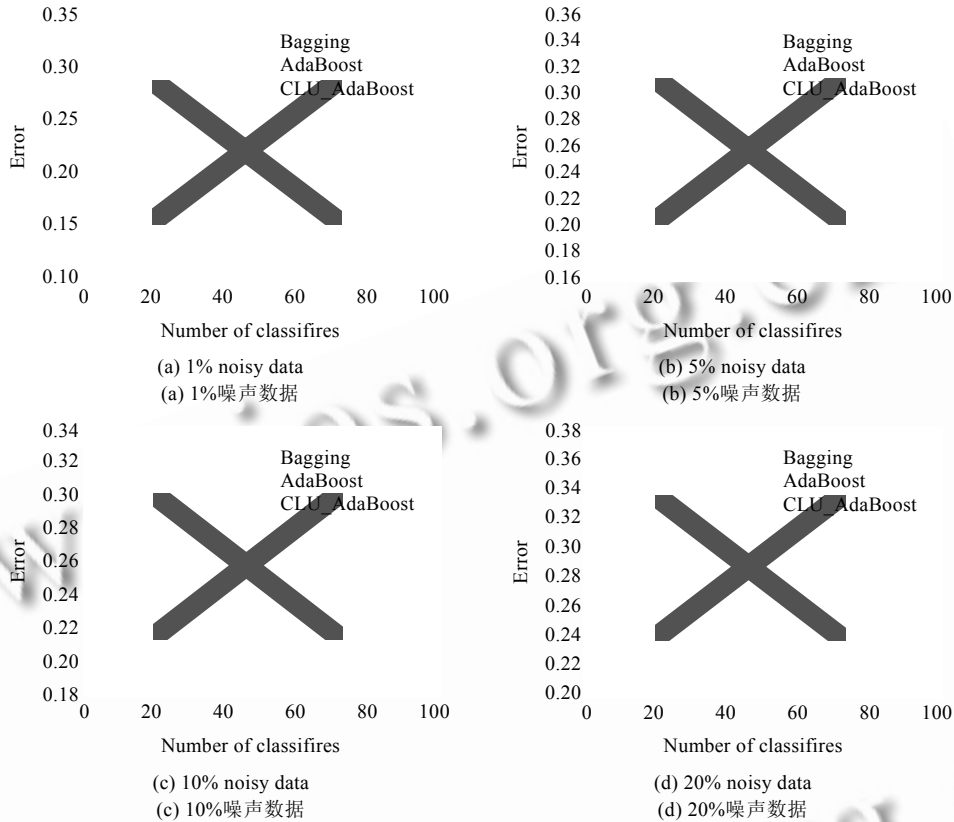 0.35
0.30
0.25
0.20
0.15
0.10
Error
Bagging
AdaBoost
CLU_AdaBoost
0 20 40 60 80 100
Number of classifires
(a) 1% noisy data
(a) 1%噪声数据
0.36
0.34
0.32
0.30
0.28
0.26
0.24
0.22
0.20
0.18
0.16
Error
Bagging
AdaBoost
CLU_AdaBoost
0 20 40 60 80 100
Number of classifires
(b) 5% noisy data
(b) 5%噪声数据
0.34
0.32
0.30
0.28
0.26
0.24
0.22
0.20
0.18
Error
Bagging
AdaBoost
CLU_AdaBoost
0 20 40 60 80 100
Number of classifires
(c) 10% noisy data
(c) 10%噪声数据
0.38
0.36
0.34
0.32
0.30
0.28
0.26
0.24
0.22
0.20
Error
Bagging
AdaBoost
CLU_AdaBoost
0 20 40 60 80 100
Number of classifires
(d) 20% noisy data
(d) 20%噪声数据